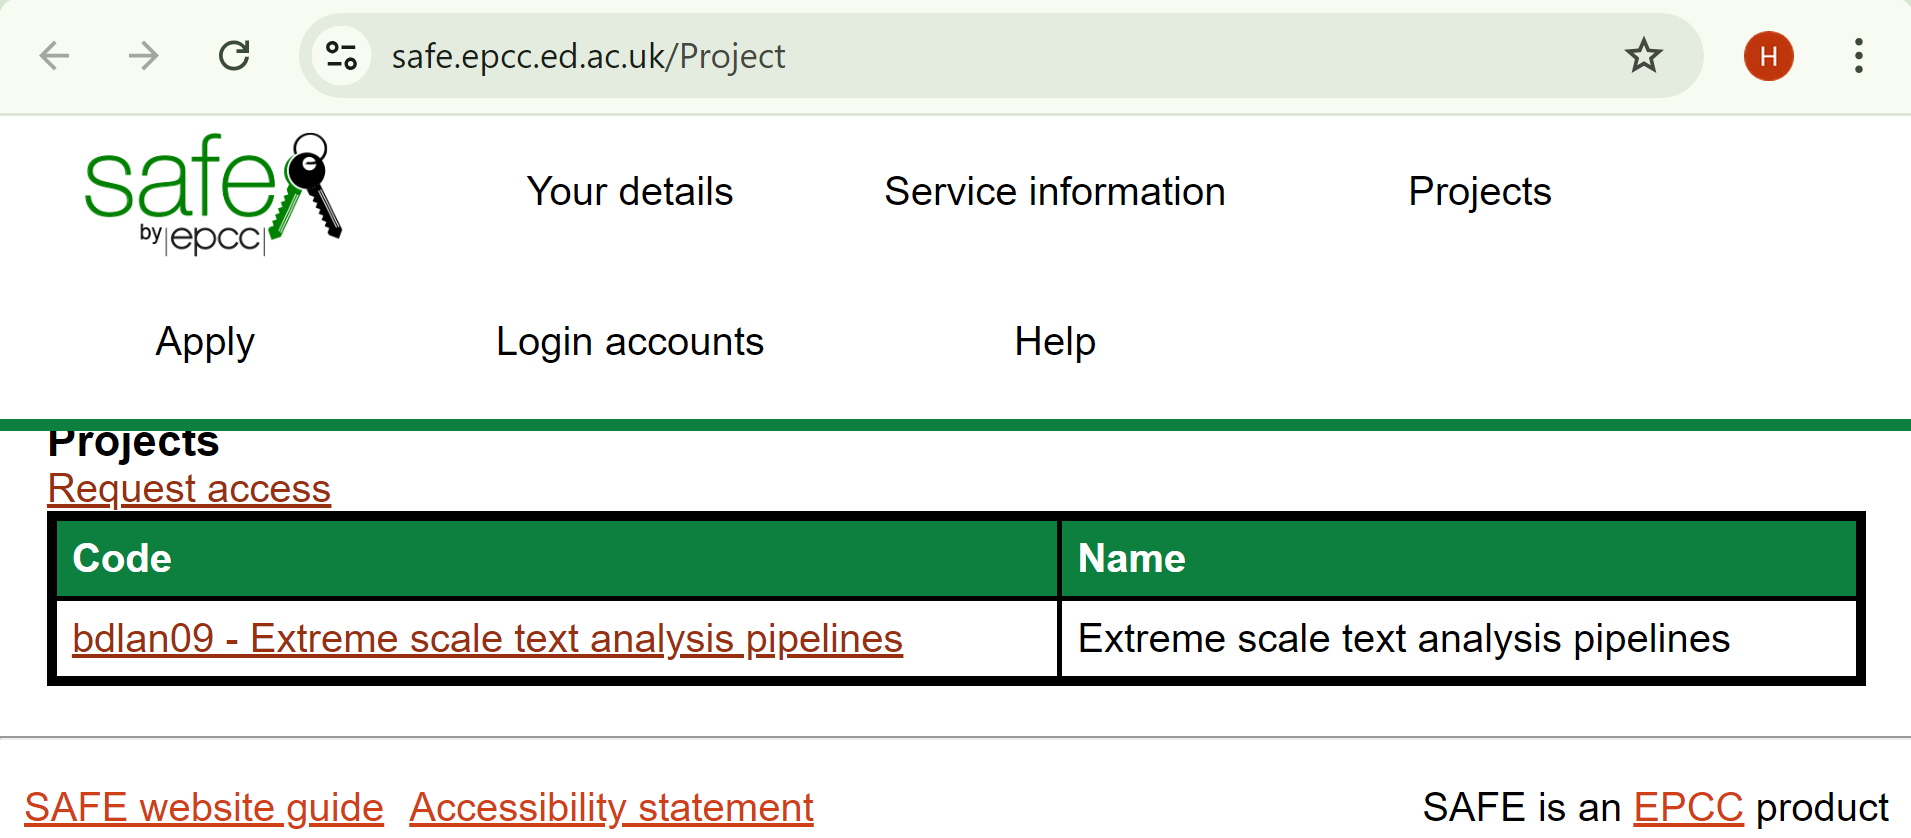 safe.epcc.ed.ac.uk/Project
H
safe
by |epcc|
Your details
Service information
Projects
Apply
Login accounts
Help
Projects
Request access
Code Name
bdlan09 - Extreme scale text analysis pipelines Extreme scale text analysis pipelines
SAFE website guide Accessibility statement SAFE is an EPCC product